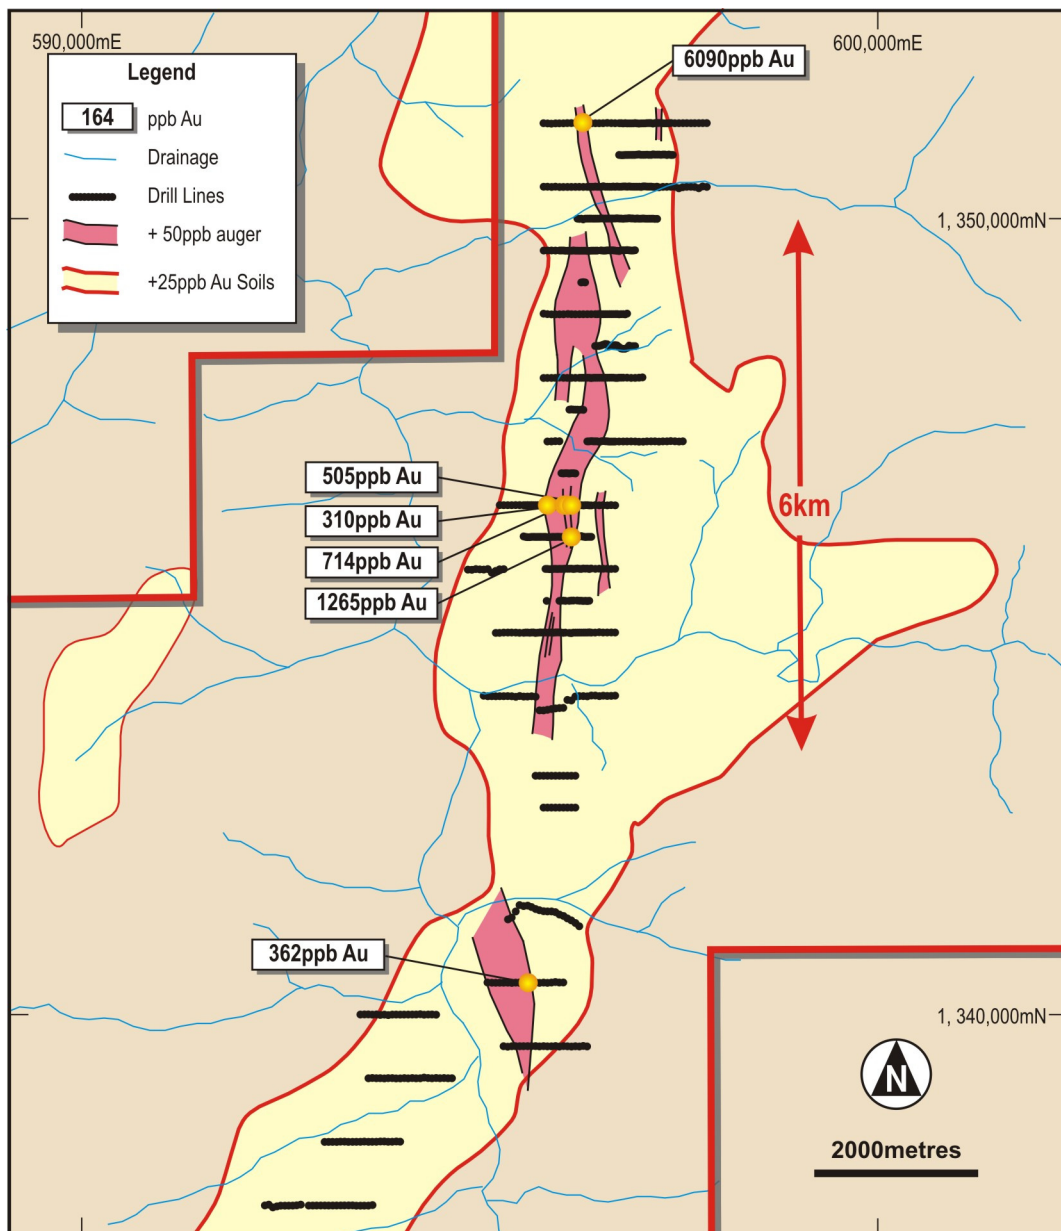 590,000mE
600,000mE
6090ppb Au
Legend
164 ppb Au
Drainage
Drill Lines
+ 50ppb auger
+25ppb Au Soils
1, 350,000mN
505ppb Au
310ppb Au
714ppb Au
1265ppb Au
6km
362ppb Au
1, 340,000mN
N
2000metres